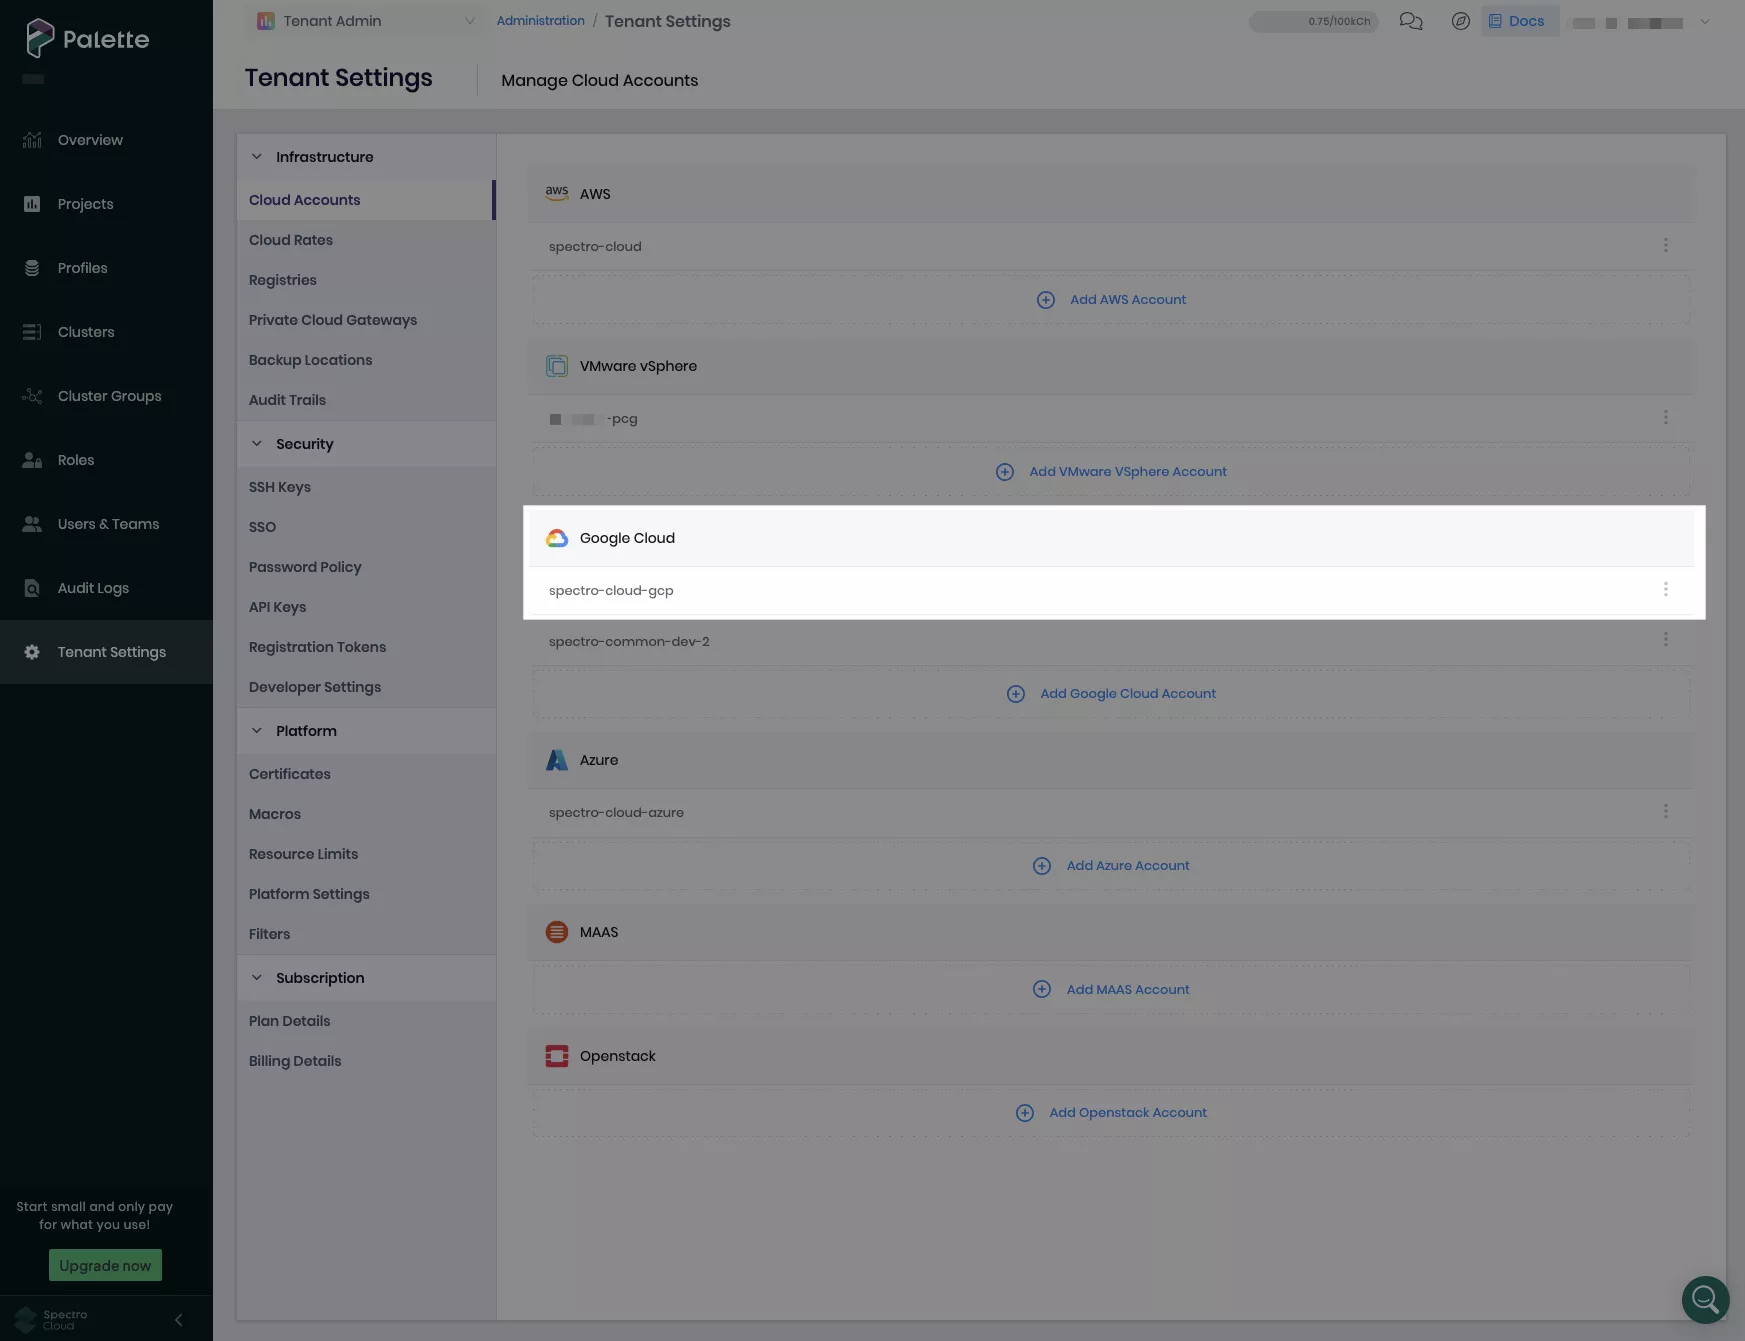 Palette
Overview
Projects
Profiles
Clusters
Cluster Groups
Roles
Users & Teams
Audit Logs
Tenant Settings
Start small and only pay
for what you use!
Upgrade now
Spectro
Cloud
Tenant Admin
Administration / Tenant Settings
0.75/100kCh
Docs
Tenant Settings
Manage Cloud Accounts
Infrastructure
Cloud Accounts
Cloud Rates
Registries
Private Cloud Gateways
Backup Locations
Audit Trails
Security
SSH Keys
SSO
Password Policy
API Keys
Registration Tokens
Developer Settings
Platform
Certificates
Macros
Resource Limits
Platform Settings
Filters
Subscription
Plan Details
Billing Details
aws AWS
spectro-cloud
Add AWS Account
VMware vSphere
-pcg
Add VMware VSphere Account
Google Cloud
spectro-cloud-gcp
spectro-common-dev-2
Add Google Cloud Account
Azure
spectro-cloud-azure
Add Azure Account
MAAS
Add MAAS Account
Openstack
Add Openstack Account